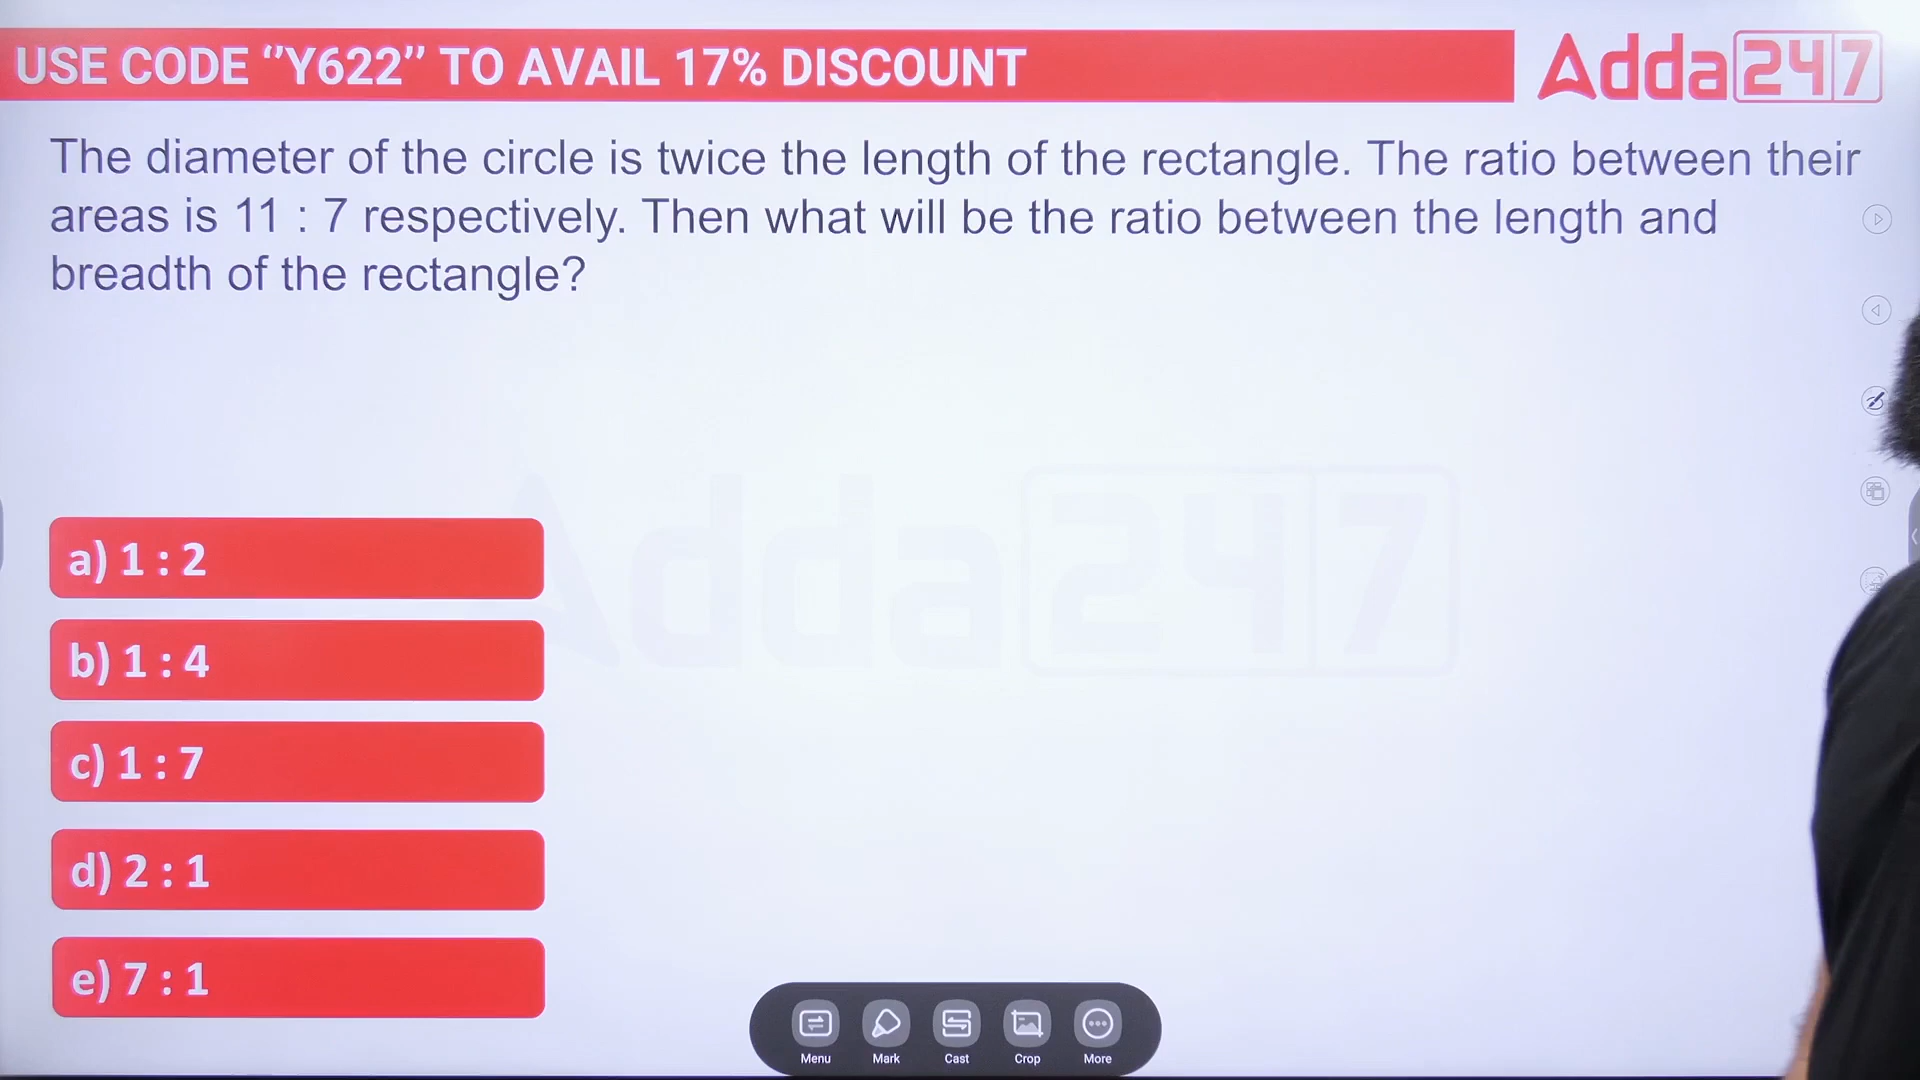 USE CODE ‘’Y622’’ TO AVAIL 17% DISCOUNT
Adda247
The diameter of the circle is twice the length of the rectangle. The ratio between their
areas is 11 : 7 respectively. Then what will be the ratio between the length and
breadth of the rectangle?
Adda247
a) 1 : 2
b) 1 : 4
c) 1 : 7
d) 2 : 1
e) 7 : 1
Menu Mark Cast Crop More